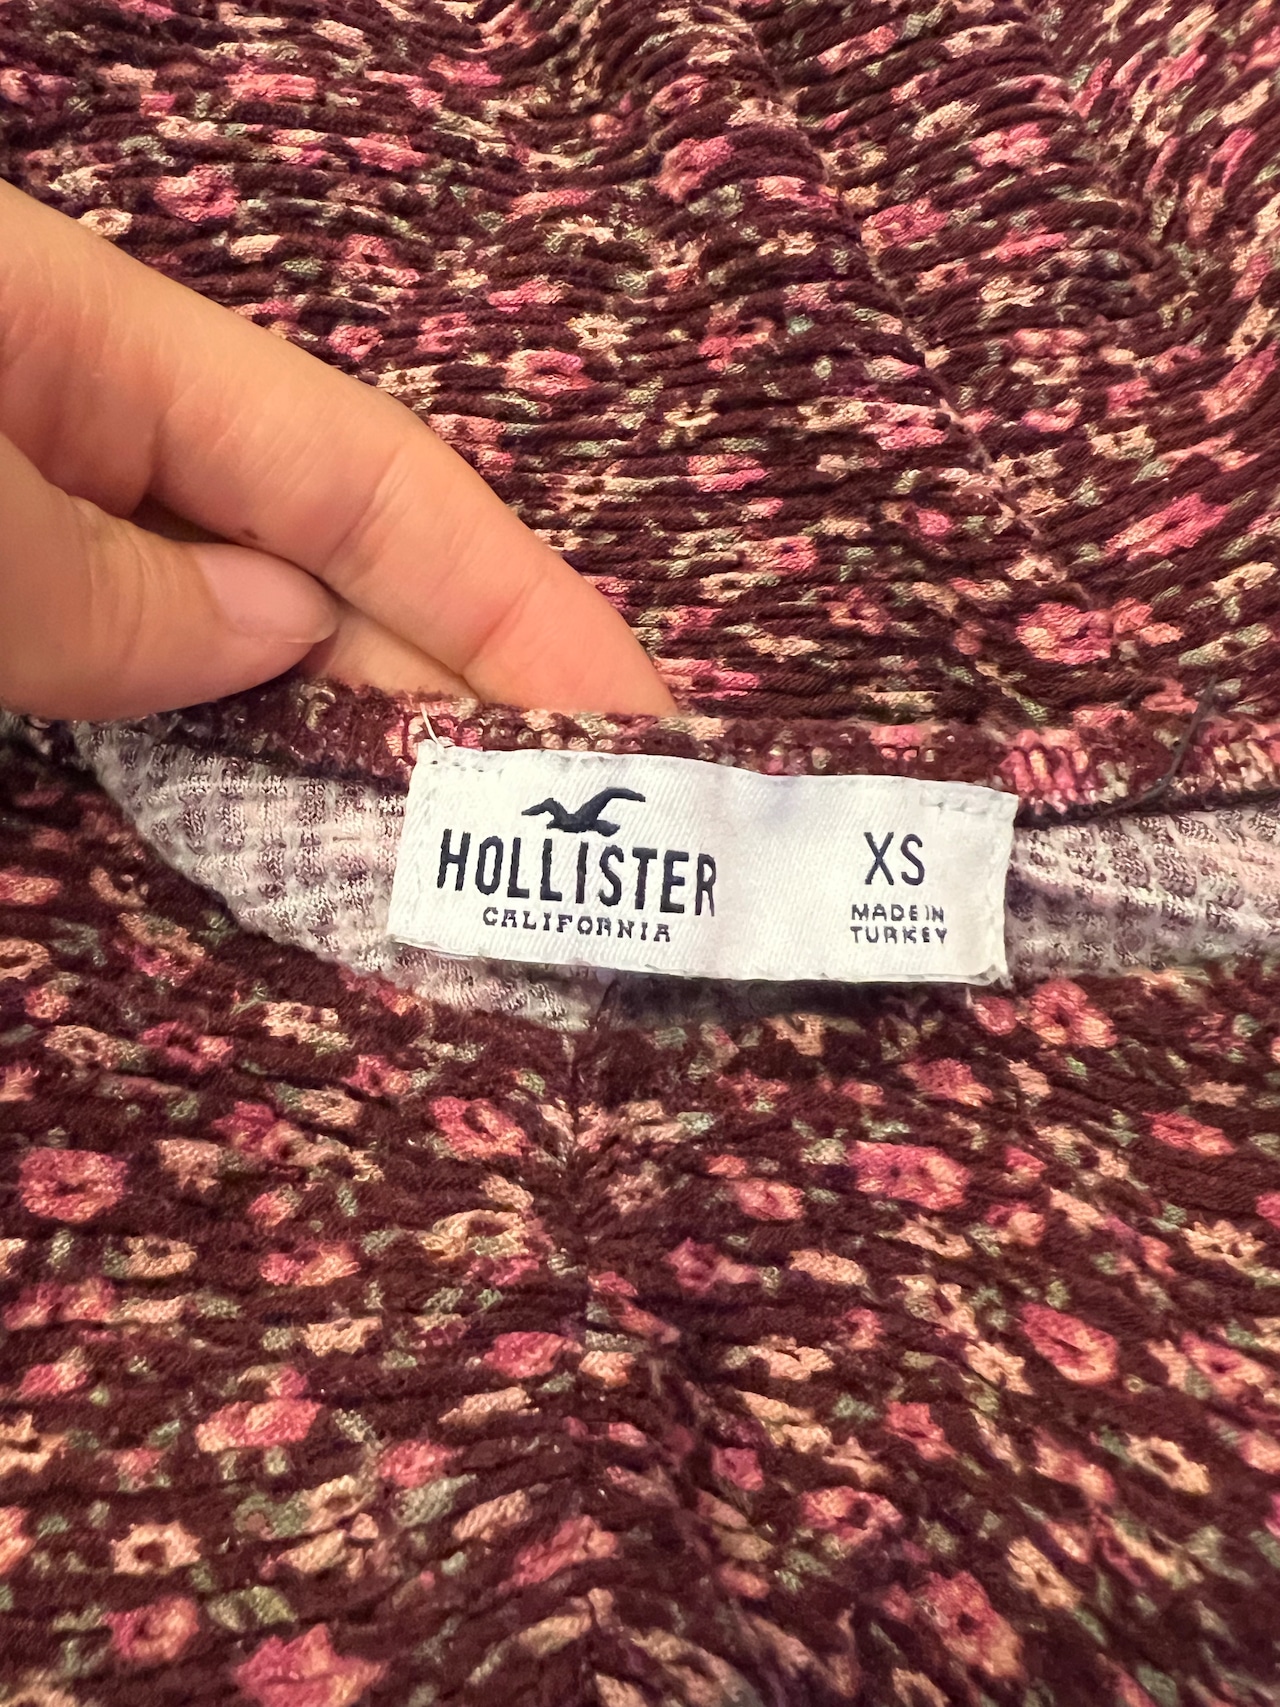 HOLLISTER
CALIFORNIA
XS
MADE IN
TURKEY